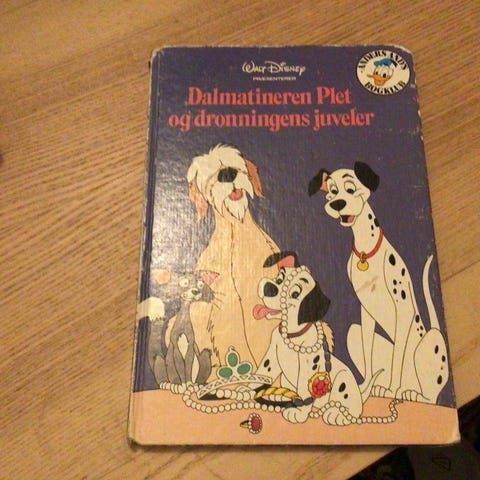 Walt Disney
PRÆSENTERER
Dalmatineren Plet
og dronningens juveler
ANDERS AND'S
BOGKLUB